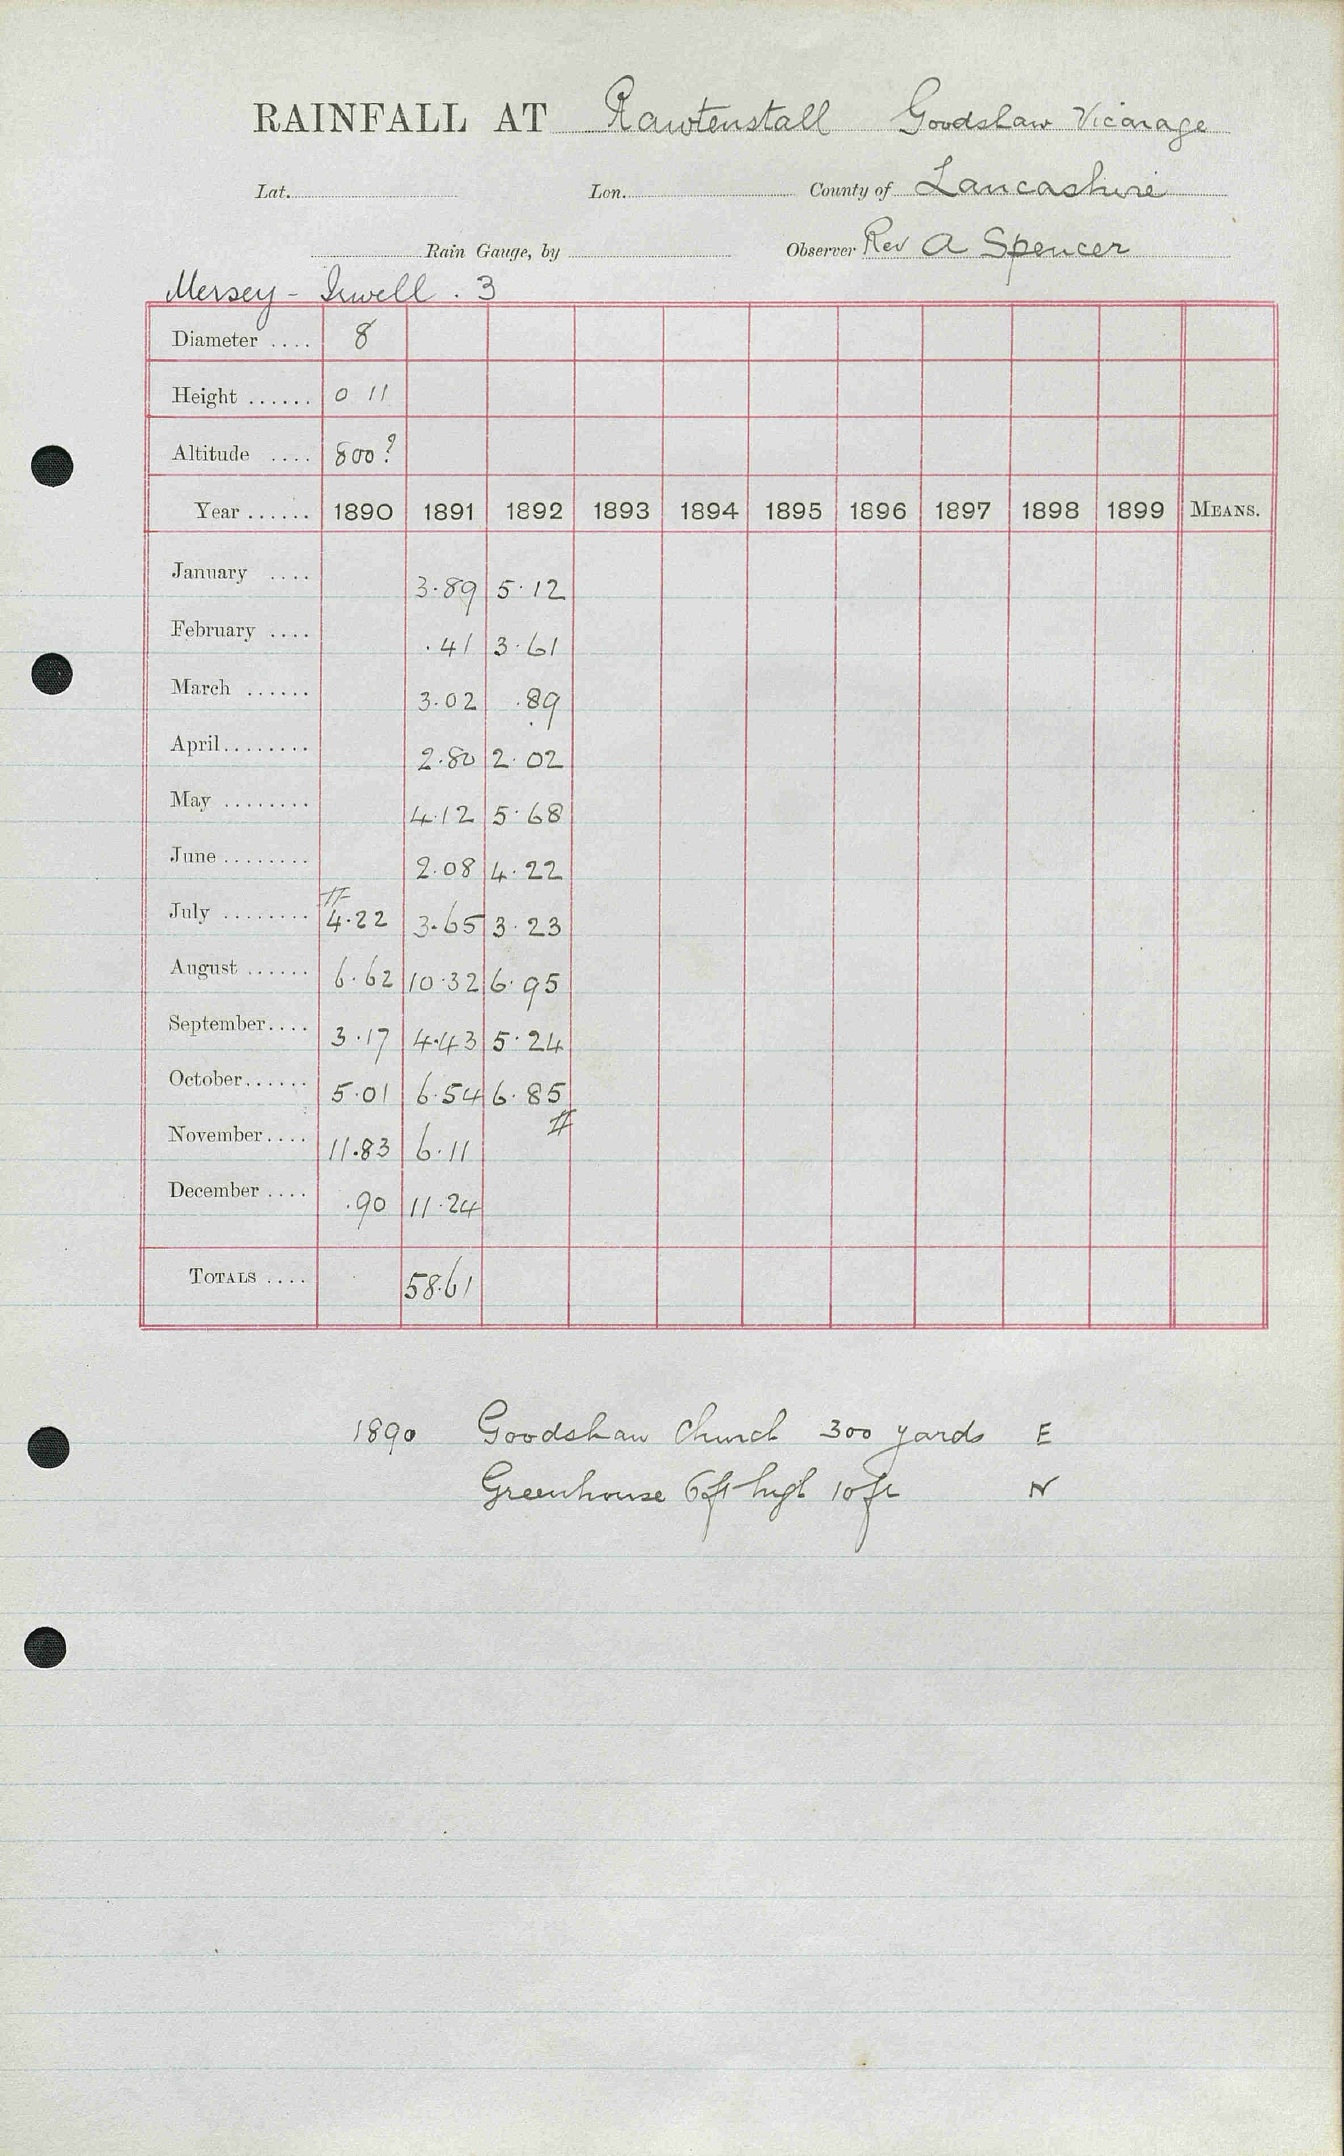 RAINFALL AT Rawtenstall Goodshaw Vicarage
Lat. Lon. County of Lancashire
Rain Gauge, by Observer Rev A Spencer
Mersey - Irwell . 3
Diameter .... 8
Height ...... 0 11
Altitude .... 800?
Year ...... 1890 1891 1892 1893 1894 1895 1896 1897 1898 1899 MEANS.
January .... 3.89 5.12
February .... .41 3.61
March ...... 3.02 .89
April ........ 2.80 2.02
May ........ 4.12 5.68
June ........ 2.08 4.22
July ........ 4.22 3.65 3.23
August ...... 6.62 10.32 6.95
September.... 3.17 4.43 5.24
October...... 5.01 6.54 6.85
November.... 11.83 6.11
December .... .90 11.24
TOTALS .... 58.61
1890 Goodshaw Church 300 yards E
Greenhouse 6ft high 10ft N